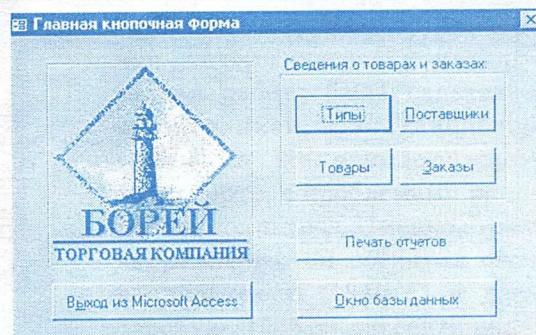 Главная кнопочная форма
Сведения о товарах и заказах:
Типы
Поставщики
Товары
Заказы
БОРЕЙ
ТОРГОВАЯ КОМПАНИЯ
Печать отчетов
Выход из Microsoft Access
Окно базы данных